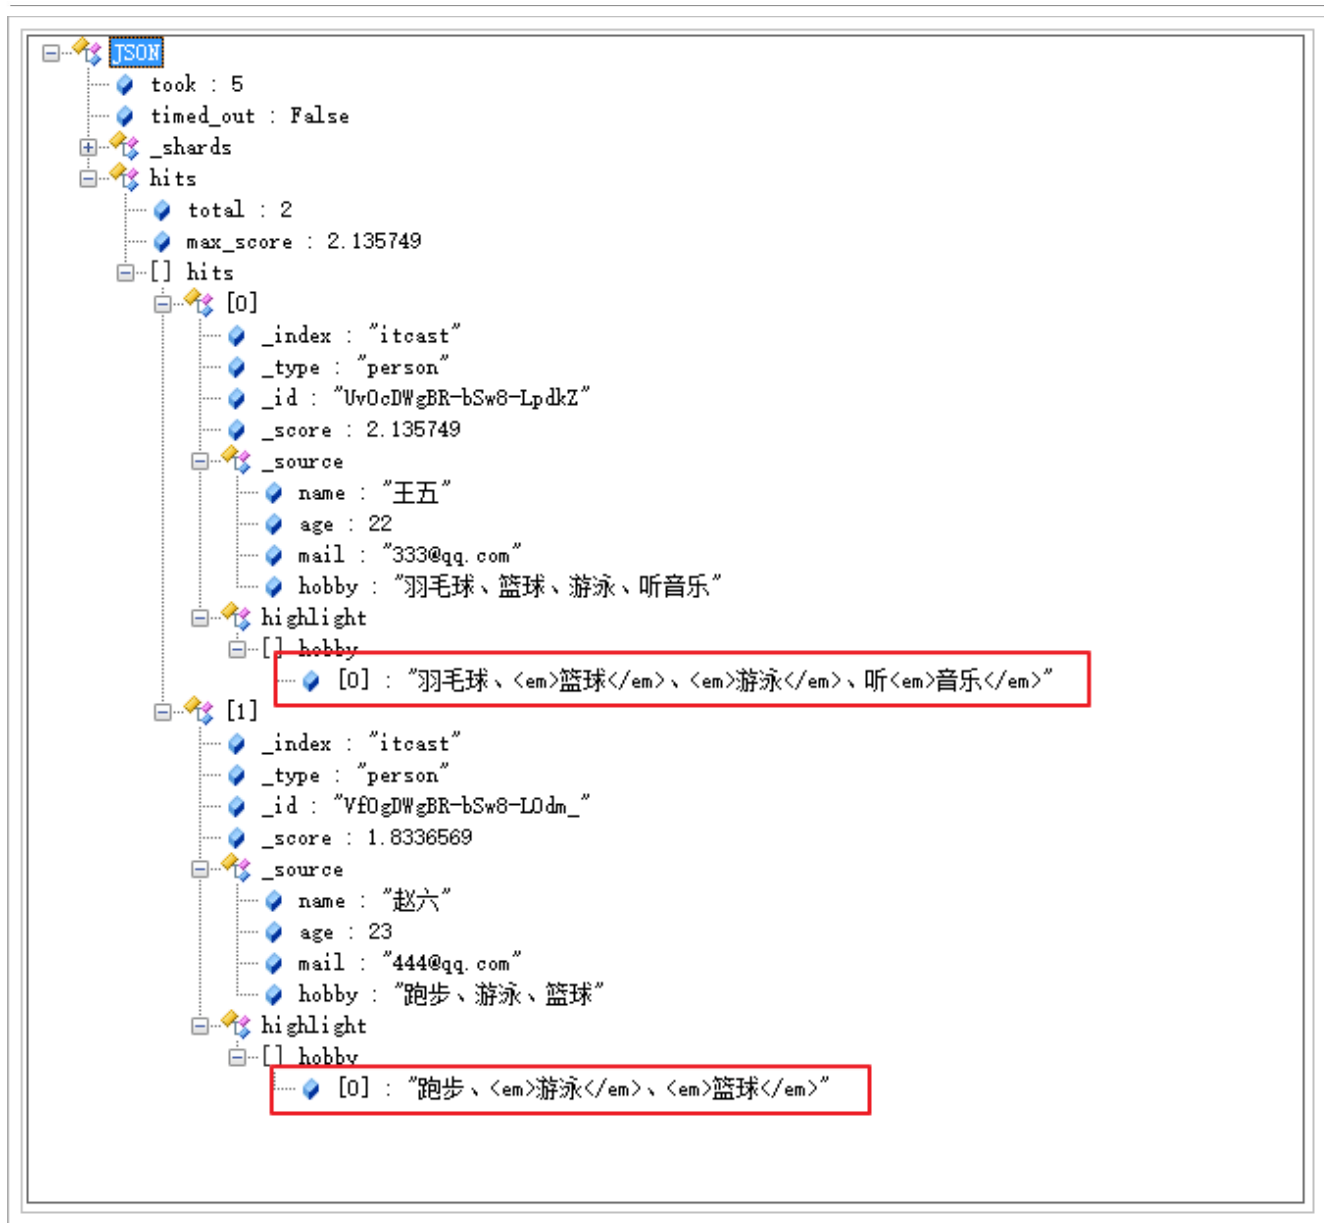 JSON
took : 5
timed_out : False
_shards
hits
total : 2
max_score : 2.135749
[] hits
[0]
_index : "itcast"
_type : "person"
_id : "UvOcDWgBR-bSw8-LpdkZ"
_score : 2.135749
_source
name : "王五"
age : 22
mail : "333@qq.com"
hobby : "羽毛球、篮球、游泳、听音乐"
highlight
[] hobby
[0] : "羽毛球、<em>篮球</em>、<em>游泳</em>、听<em>音乐</em>"
[1]
_index : "itcast"
_type : "person"
_id : "VfOgDWgBR-bSw8-LOdm_"
_score : 1.8336569
_source
name : "赵六"
age : 23
mail : "444@qq.com"
hobby : "跑步、游泳、篮球"
highlight
[] hobby
[0] : "跑步、<em>游泳</em>、<em>篮球</em>"